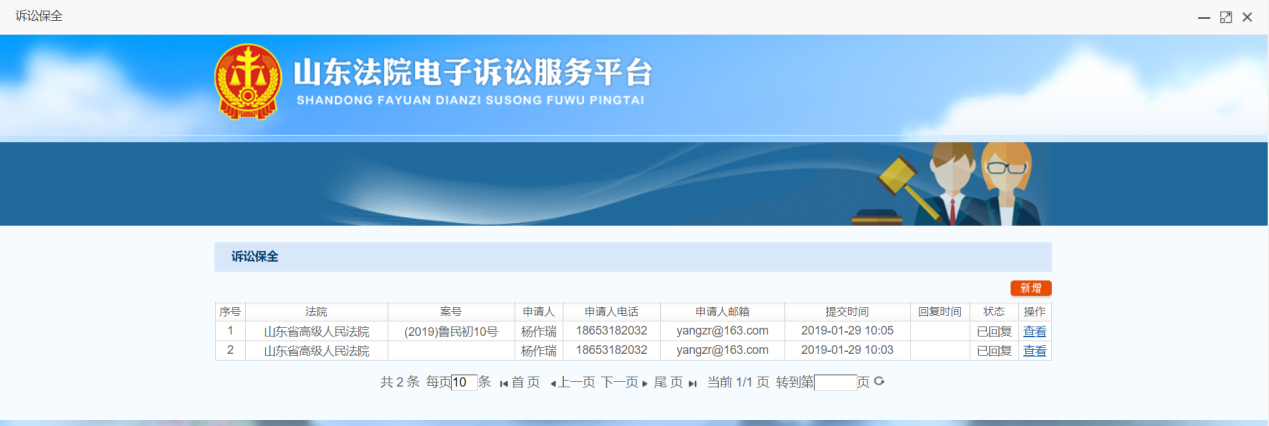 诉讼保全
山东法院电子诉讼服务平台
SHANDONG FAYUAN DIANZI SUSONG FUWU PINGTAI
诉讼保全
新增
序号 法院 案号 申请人 申请人电话 申请人邮箱 提交时间 回复时间 状态 操作
1 山东省高级人民法院 (2019)鲁民初10号 杨作瑞 18653182032 yangzr@163.com 2019-01-29 10:05 已回复 查看
2 山东省高级人民法院 杨作瑞 18653182032 yangzr@163.com 2019-01-29 10:03 已回复 查看
共 2 条 每页10条 首 页 上一页 下一页 尾 页 当前 1/1 页 转到第 页